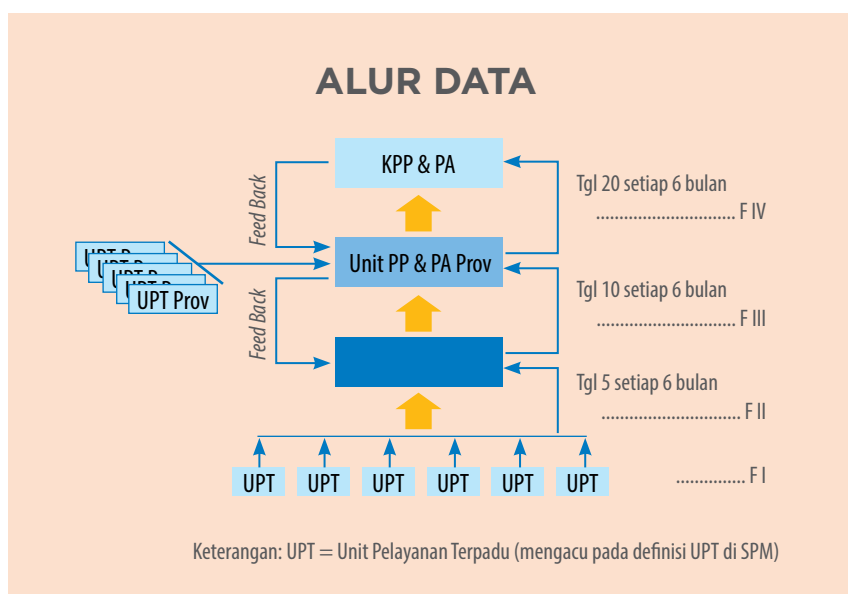 ALUR DATA
KPP & PA
Feed Back
Tgl 20 setiap 6 bulan
.............................. F IV
Unit PP & PA Prov
UPT Prov
Feed Back
Tgl 10 setiap 6 bulan
.............................. F III
Tgl 5 setiap 6 bulan
.............................. F II
UPT UPT UPT UPT UPT UPT
............... F I
Keterangan: UPT = Unit Pelayanan Terpadu (mengacu pada definisi UPT di SPM)